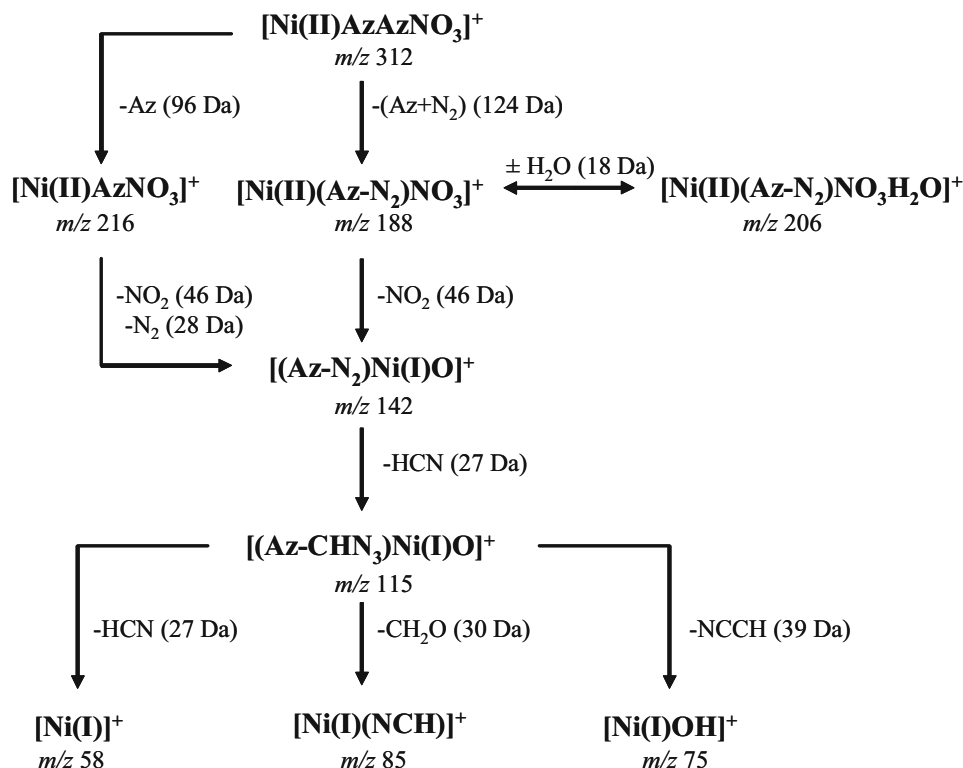 [Ni(II)AzAzNO₃]⁺
m/z 312
-Az (96 Da)
-(Az+N₂) (124 Da)
[Ni(II)AzNO₃]⁺
m/z 216
[Ni(II)(Az-N₂)NO₃]⁺
m/z 188
± H₂O (18 Da)
[Ni(II)(Az-N₂)NO₃H₂O]⁺
m/z 206
-NO₂ (46 Da)
-N₂ (28 Da)
-NO₂ (46 Da)
[(Az-N₂)Ni(I)O]⁺
m/z 142
-HCN (27 Da)
[(Az-CHN₃)Ni(I)O]⁺
m/z 115
-HCN (27 Da)
-CH₂O (30 Da)
-NCCH (39 Da)
[Ni(I)]⁺
m/z 58
[Ni(I)(NCH)]⁺
m/z 85
[Ni(I)OH]⁺
m/z 75